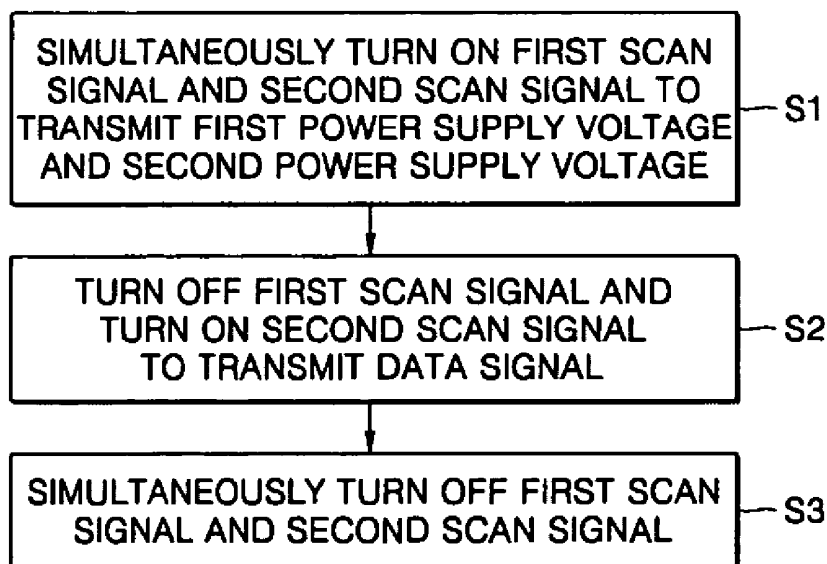 SIMULTANEOUSLY TURN ON FIRST SCAN
SIGNAL AND SECOND SCAN SIGNAL TO
TRANSMIT FIRST POWER SUPPLY VOLTAGE
AND SECOND POWER SUPPLY VOLTAGE
S1
TURN OFF FIRST SCAN SIGNAL AND
TURN ON SECOND SCAN SIGNAL
TO TRANSMIT DATA SIGNAL
S2
SIMULTANEOUSLY TURN OFF FIRST SCAN
SIGNAL AND SECOND SCAN SIGNAL
S3